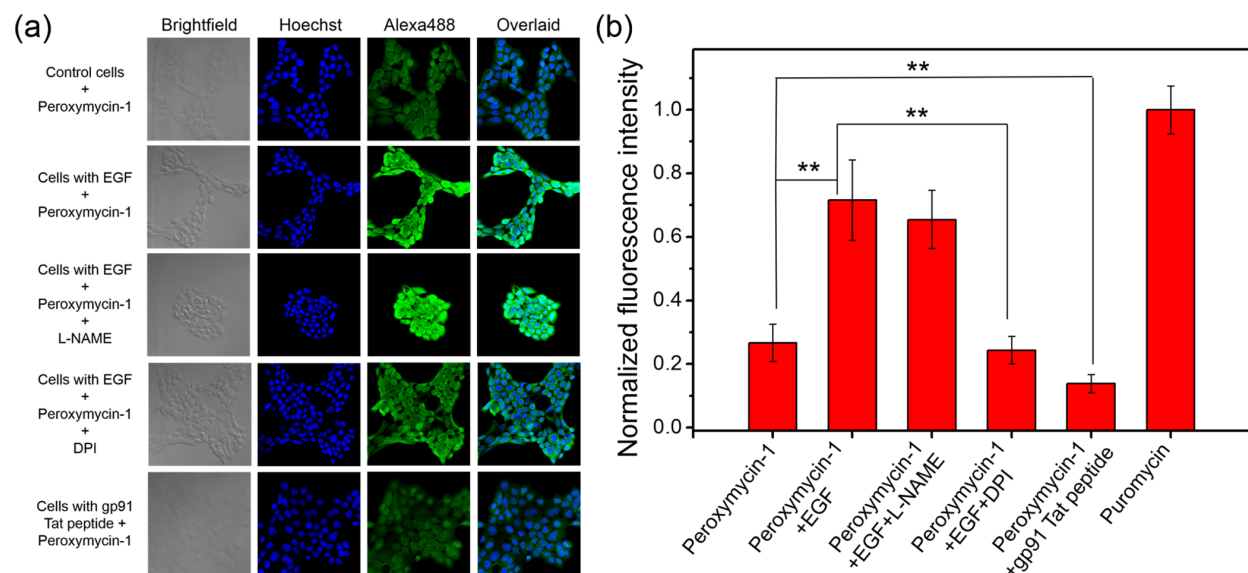 (a)
Brightfield
Hoechst
Alexa488
Overlaid
Control cells
+
Peroxymycin-1
Cells with EGF
+
Peroxymycin-1
Cells with EGF
+
Peroxymycin-1
+
L-NAME
Cells with EGF
+
Peroxymycin-1
+
DPI
Cells with gp91
Tat peptide +
Peroxymycin-1
(b)
Normalized fluorescence intensity
1.0
0.8
0.6
0.4
0.2
0.0
**
**
**
Peroxymycin-1
Peroxymycin-1
+EGF
Peroxymycin-1
+EGF+L-NAME
Peroxymycin-1
+EGF+DPI
Peroxymycin-1
+gp91 Tat peptide
Puromycin